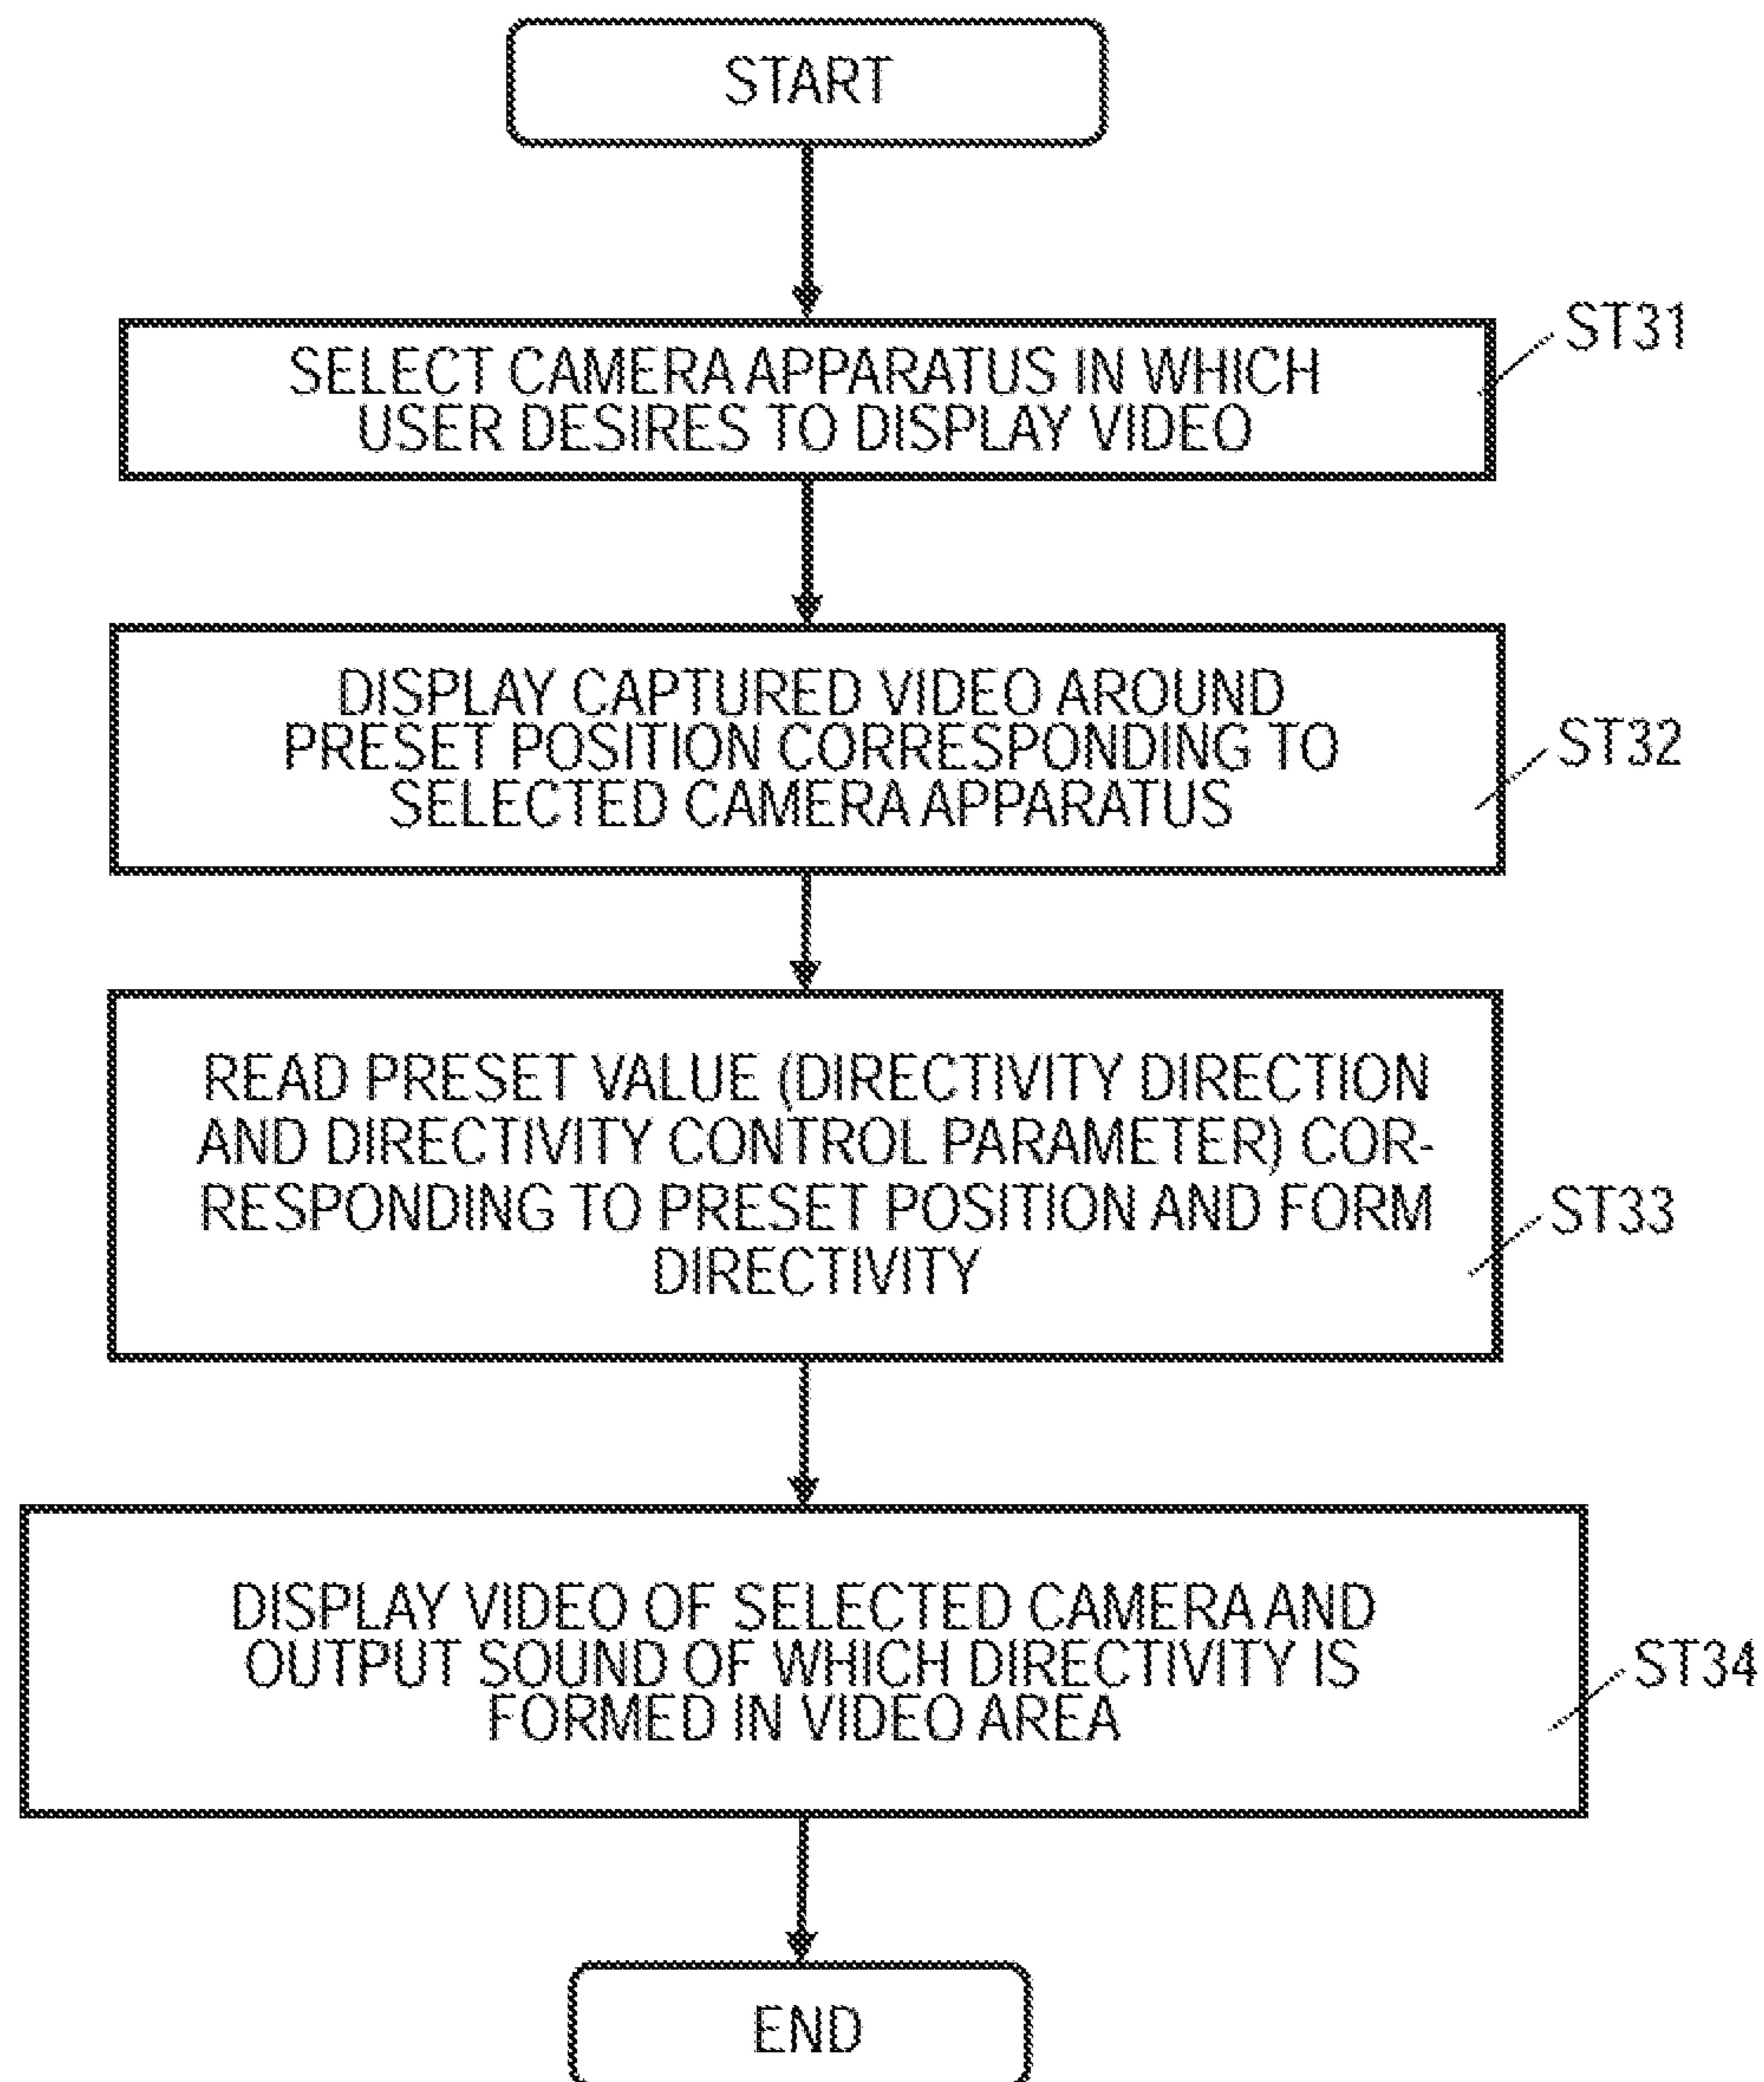 START
ST31
SELECT CAMERA APPARATUS IN WHICH
USER DESIRES TO DISPLAY VIDEO
DISPLAY CAPTURED VIDEO AROUND
PRESET POSITION CORRESPONDING TO
SELECTED CAMERA APPARATUS
ST32
READ PRESET VALUE (DIRECTIVITY DIRECTION
AND DIRECTIVITY CONTROL PARAMETER) COR-
RESPONDING TO PRESET POSITION AND FORM
DIRECTIVITY
ST33
DISPLAY VIDEO OF SELECTED CAMERA AND
OUTPUT SOUND OF WHICH DIRECTIVITY IS
FORMED IN VIDEO AREA
ST34
END